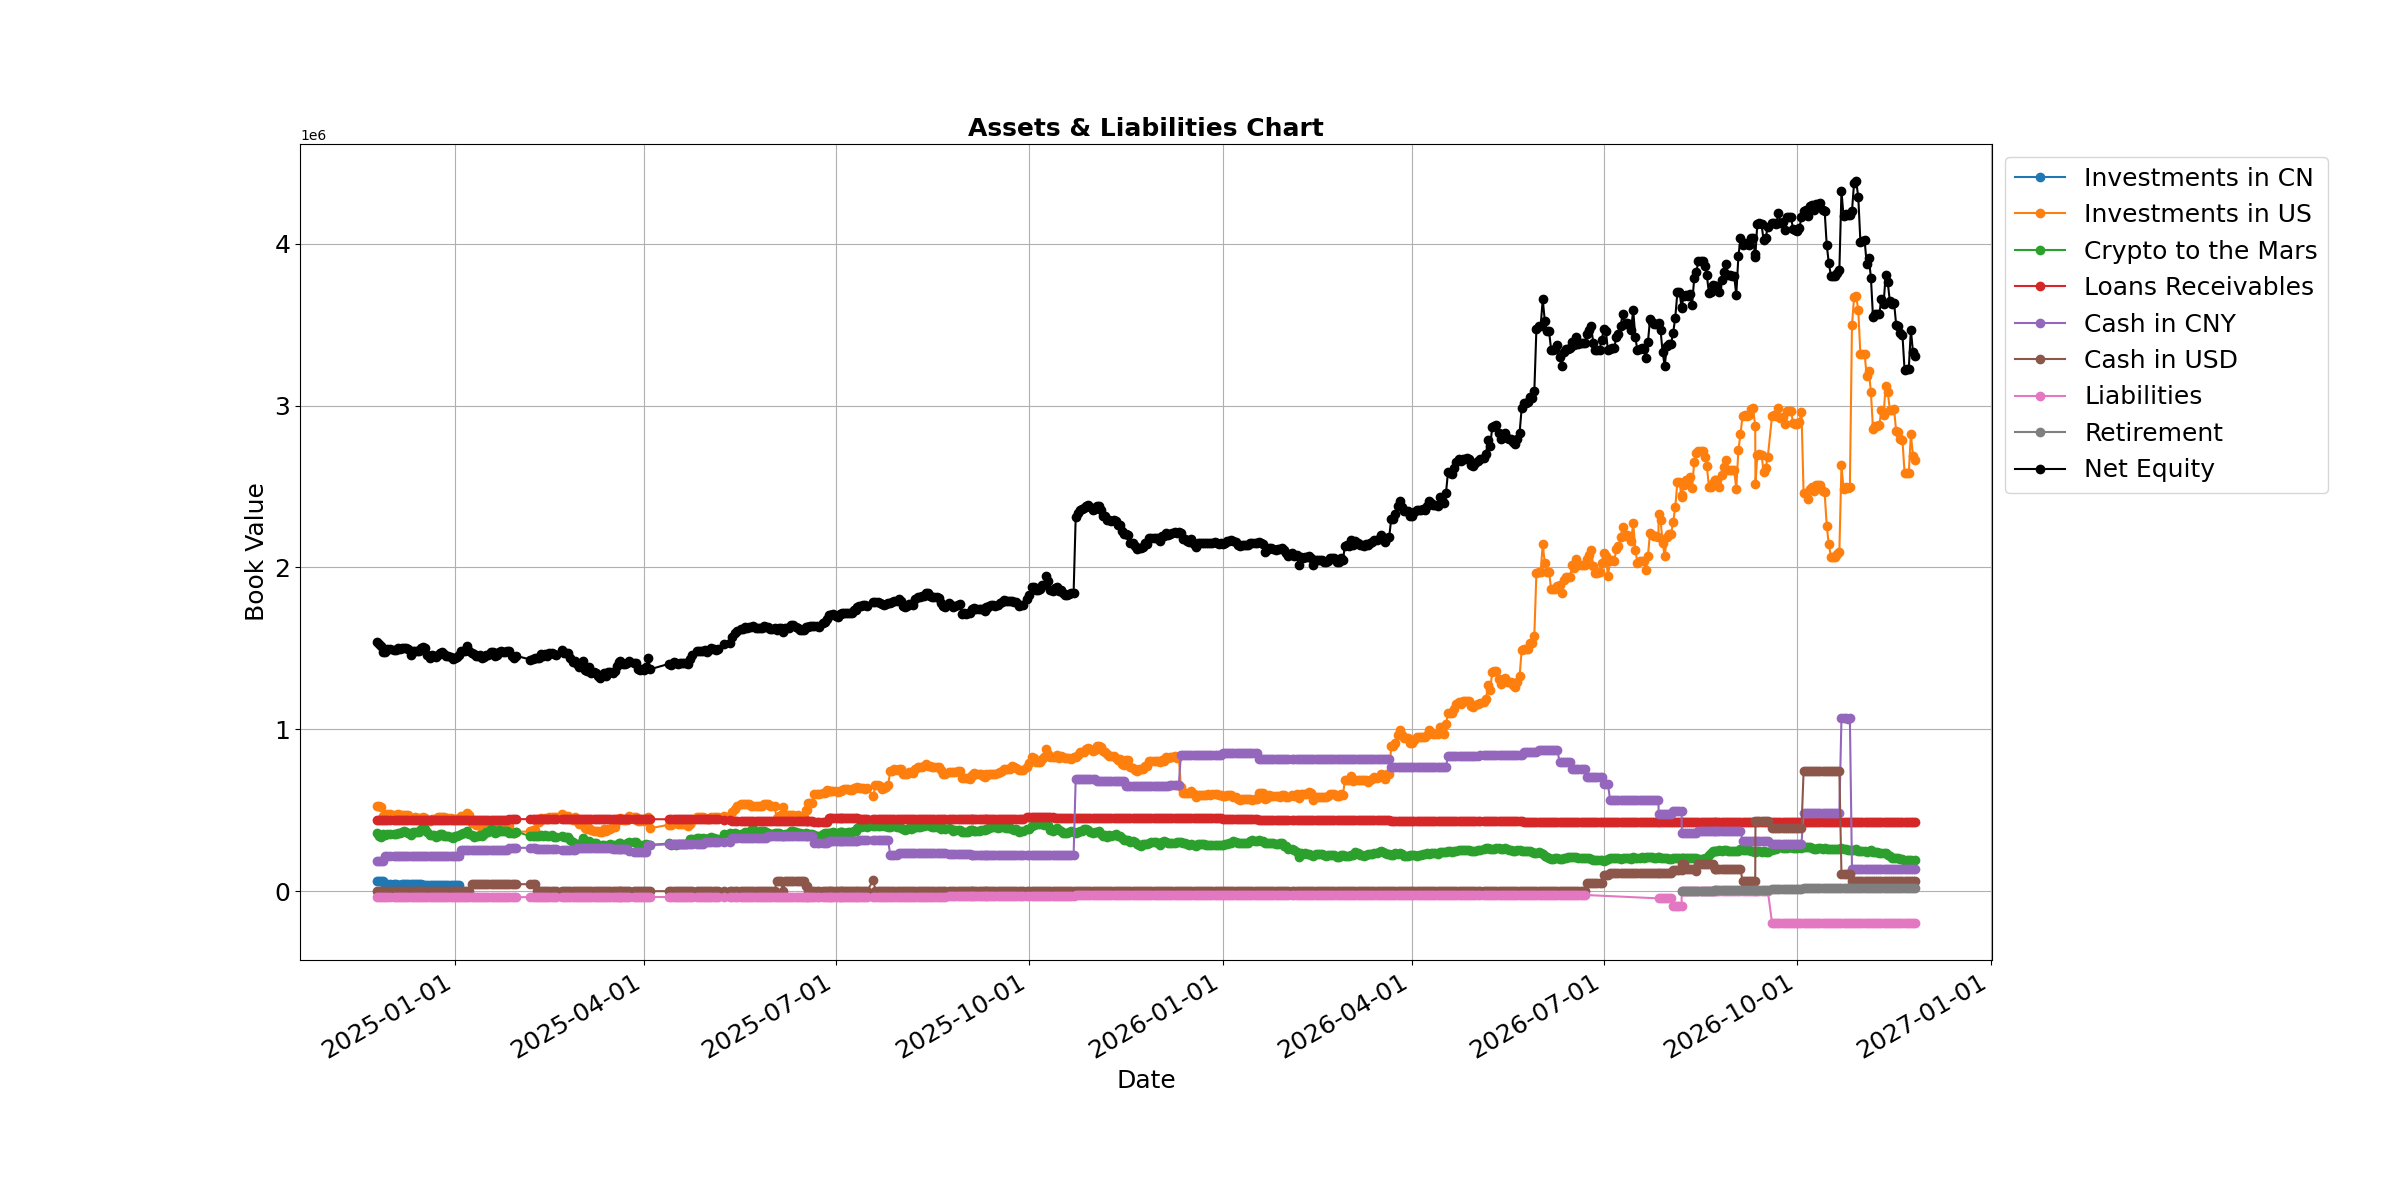 Assets & Liabilities Chart
1e6
Book Value
4
3
2
1
0
2025-01-01
2025-04-01
2025-07-01
2025-10-01
2026-01-01
2026-04-01
2026-07-01
2026-10-01
2027-01-01
Date
Investments in CN
Investments in US
Crypto to the Mars
Loans Receivables
Cash in CNY
Cash in USD
Liabilities
Retirement
Net Equity